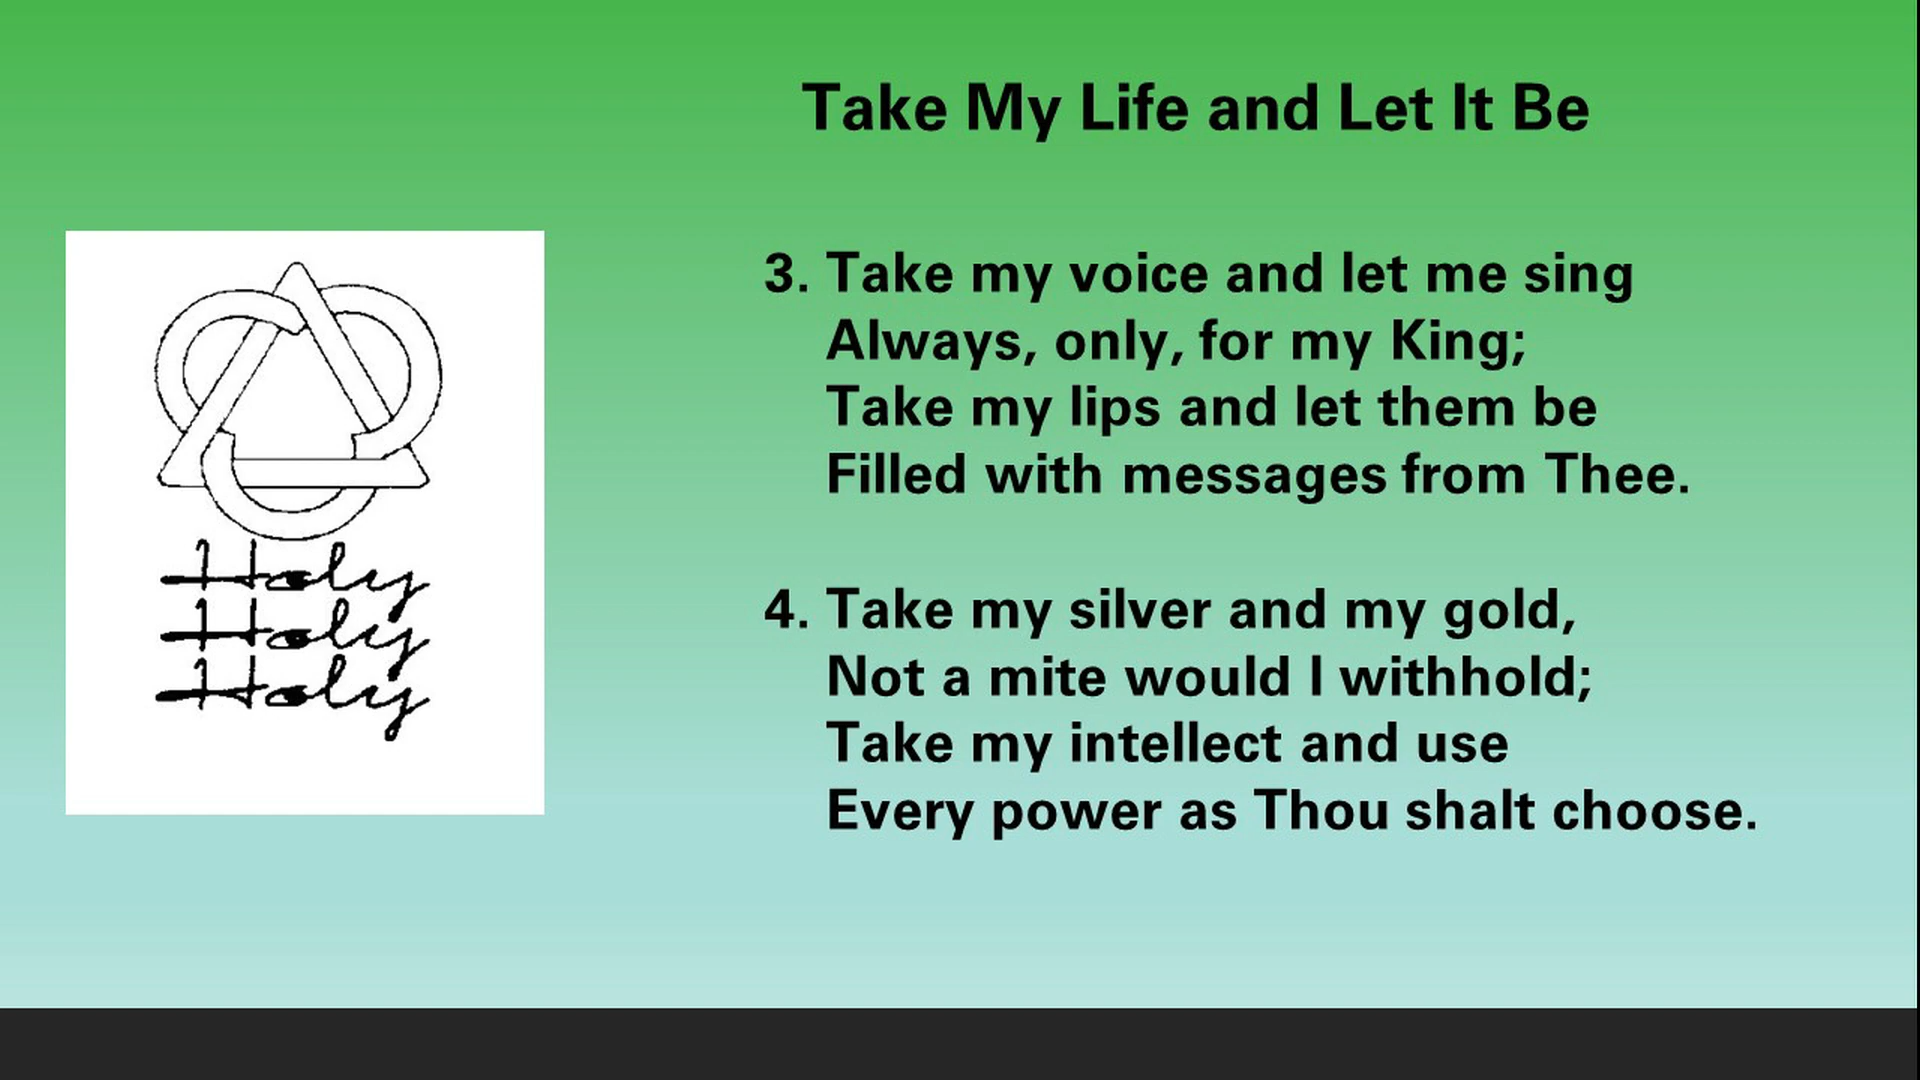 Take My Life and Let It Be
Holy
Holy
Holy
3. Take my voice and let me sing
Always, only, for my King;
Take my lips and let them be
Filled with messages from Thee.
4. Take my silver and my gold,
Not a mite would I withhold;
Take my intellect and use
Every power as Thou shalt choose.